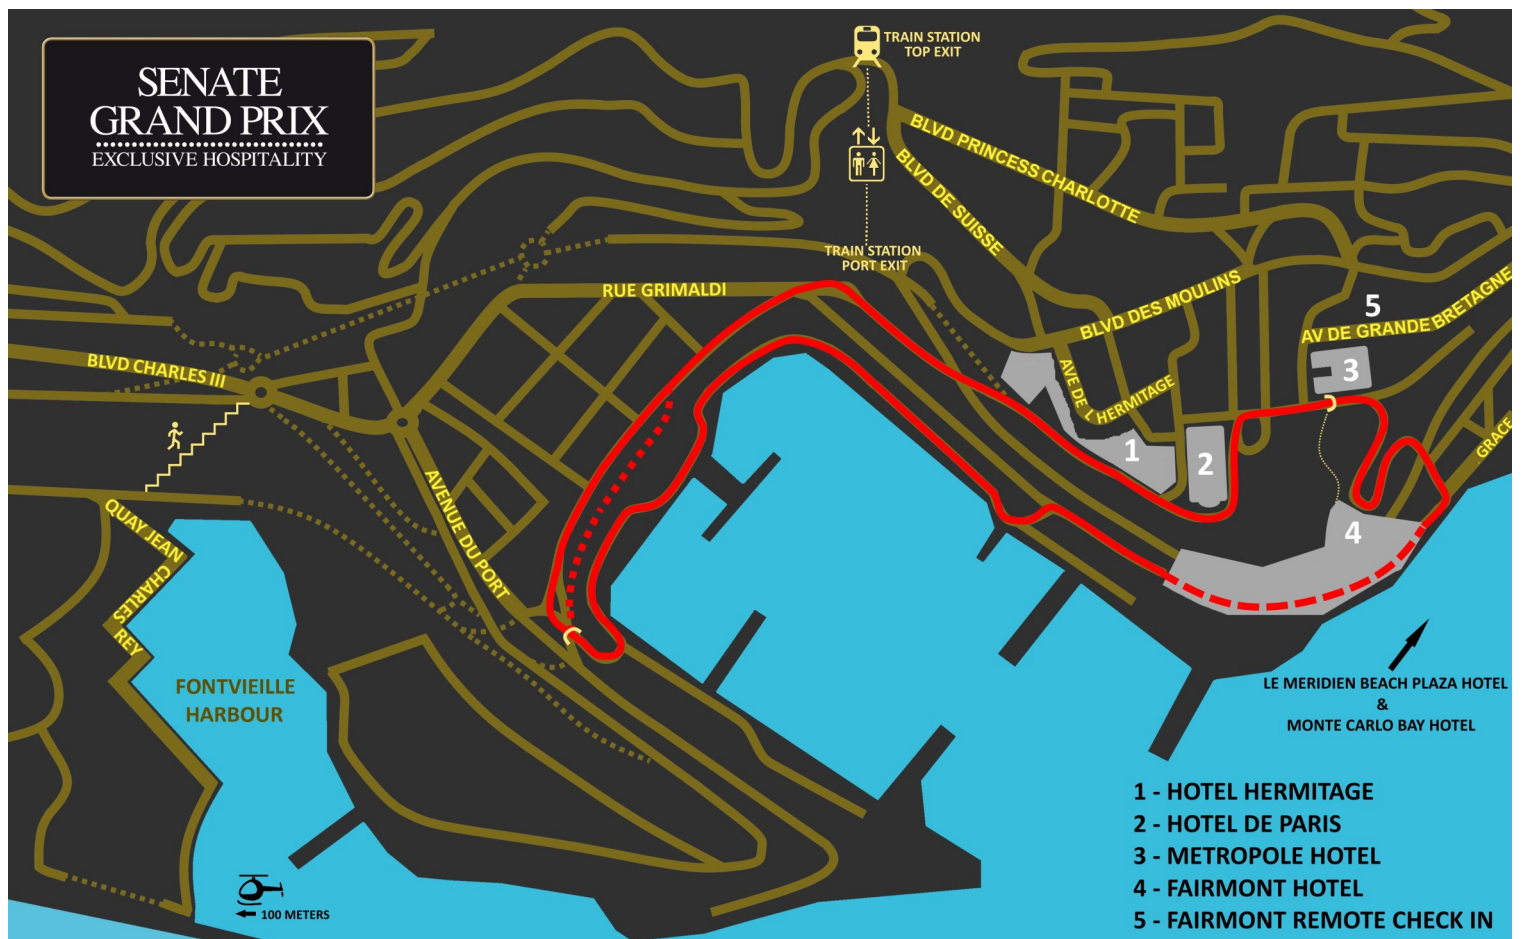 SENATE
GRAND PRIX
EXCLUSIVE HOSPITALITY
TRAIN STATION
TOP EXIT
BLVD PRINCESS CHARLOTTE
BLVD DE SUISSE
TRAIN STATION
PORT EXIT
RUE GRIMALDI
BLVD DES MOULINS
5
AV DE GRANDE BRETAGNE
BLVD CHARLES III
AVE DE L'HERMITAGE
3
1
2
GRACE
4
AVENUE DU PORT
QUAY JEAN
CHARLES
REY
FONTVIEILLE
HARBOUR
LE MERIDIEN BEACH PLAZA HOTEL
&
MONTE CARLO BAY HOTEL
1 - HOTEL HERMITAGE
2 - HOTEL DE PARIS
3 - METROPOLE HOTEL
4 - FAIRMONT HOTEL
5 - FAIRMONT REMOTE CHECK IN
100 METERS